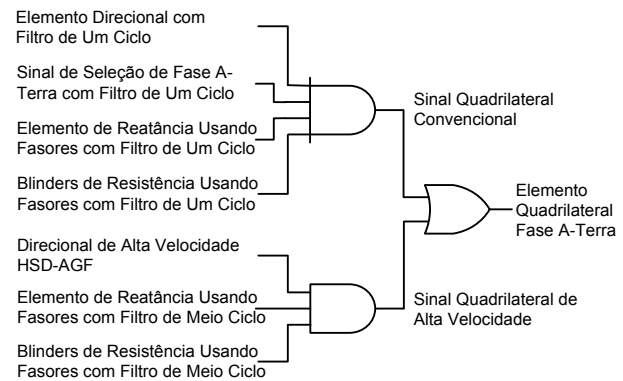 Elemento Direcional com
Filtro de Um Ciclo
Sinal de Seleção de Fase A-
Terra com Filtro de Um Ciclo
Elemento de Reatância Usando
Fasores com Filtro de Um Ciclo
Blinders de Resistência Usando
Fasores com Filtro de Um Ciclo
Sinal Quadrilateral
Convencional
Elemento
Quadrilateral
Fase A-Terra
Direcional de Alta Velocidade
HSD-AGF
Elemento de Reatância Usando
Fasores com Filtro de Meio Ciclo
Blinders de Resistência Usando
Fasores com Filtro de Meio Ciclo
Sinal Quadrilateral de
Alta Velocidade